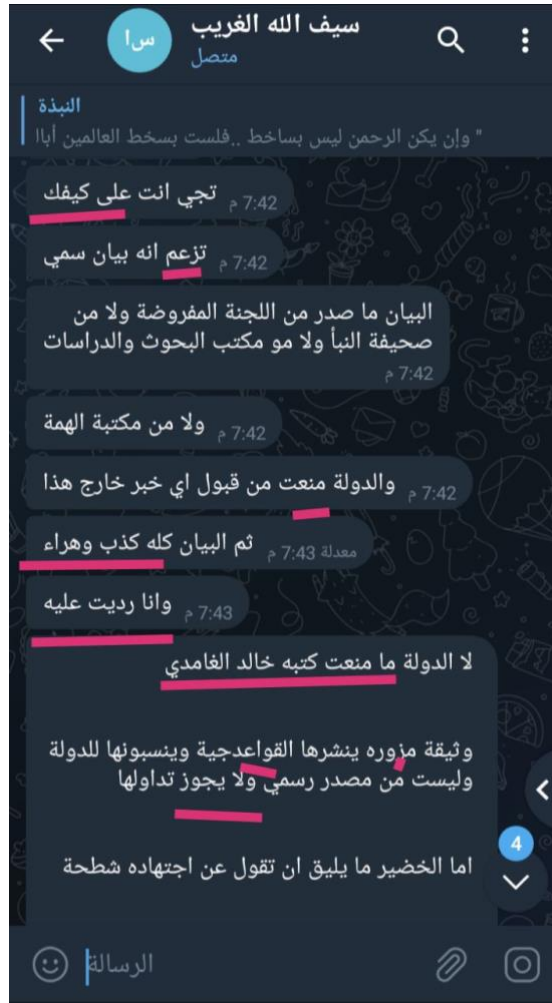 سيف الله الغريب
سا
متصل
النبذة
" وإن يكن الرحمن ليس بساخط ..فلست بسخط العالمين أبالـ
تجي انت على كيفك
7:42 م
تزعم انه بيان سمي
7:42 م
البيان ما صدر من اللجنة المفروضة ولا من
صحيفة النبأ ولا مو مكتب البحوث والدراسات
7:42 م
ولا من مكتبة الهمة
7:42 م
والدولة منعت من قبول اي خبر خارج هذا
7:42 م
ثم البيان كله كذب وهراء
معدلة 7:43 م
وانا رديت عليه
7:43 م
لا الدولة ما منعت كتبه خالد الغامدي
وثيقة مزوره ينشرها القواعدجية وينسبونها للدولة
وليست من مصدر رسمي ولا يجوز تداولها
4
اما الخضير ما يليق ان تقول عن اجتهاده شطحة
الرسالة